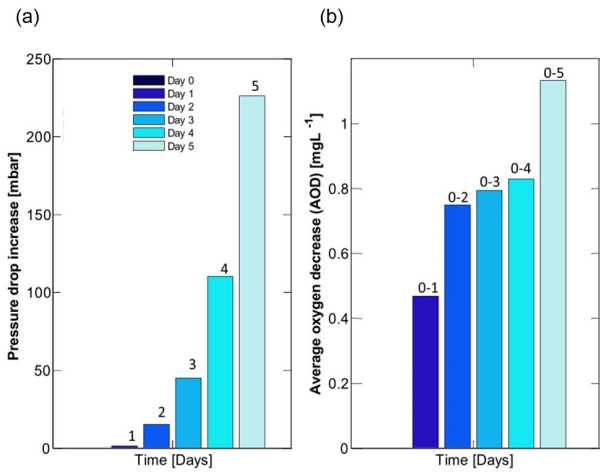 (a)
Pressure drop increase [mbar]
250
200
150
100
50
0
Day 0
Day 1
Day 2
Day 3
Day 4
Day 5
1
2
3
4
5
Time [Days]
(b)
Average oxygen decrease (AOD) [mgL -1]
1
0.8
0.6
0.4
0.2
0
0-1
0-2
0-3
0-4
0-5
Time [Days]